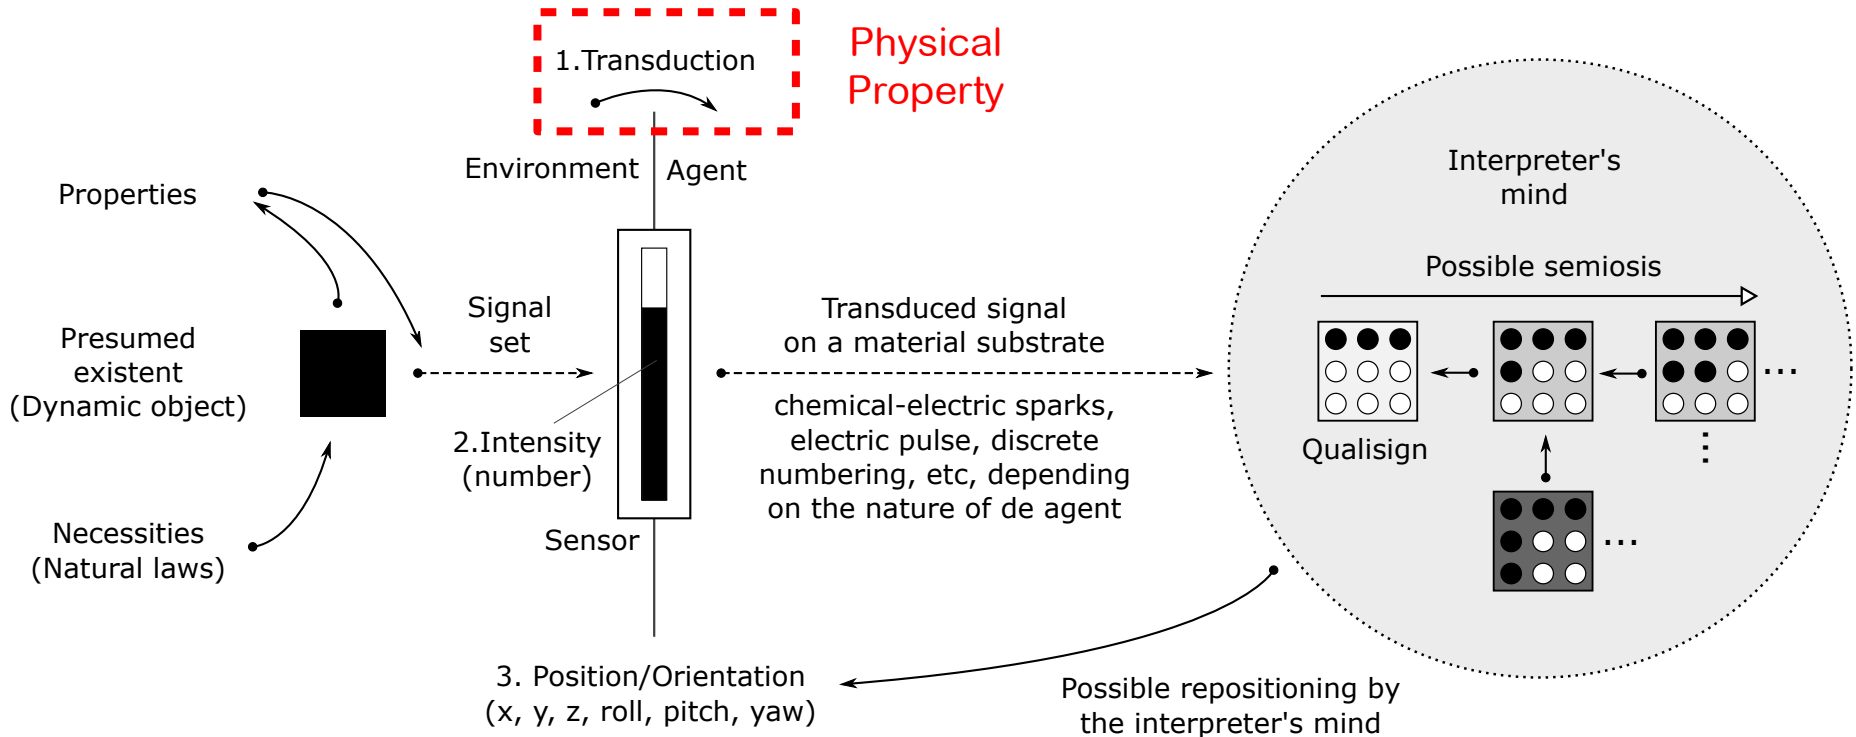 1.Transduction
Physical
Property
Environment
Agent
Properties
Presumed
existent
(Dynamic object)
Necessities
(Natural laws)
Signal
set
2.Intensity
(number)
Sensor
Transduced signal
on a material substrate
chemical-electric sparks,
electric pulse, discrete
numbering, etc, depending
on the nature of de agent
Interpreter's
mind
Possible semiosis
...
Qualisign
...
3. Position/Orientation
(x, y, z, roll, pitch, yaw)
Possible repositioning by
the interpreter's mind